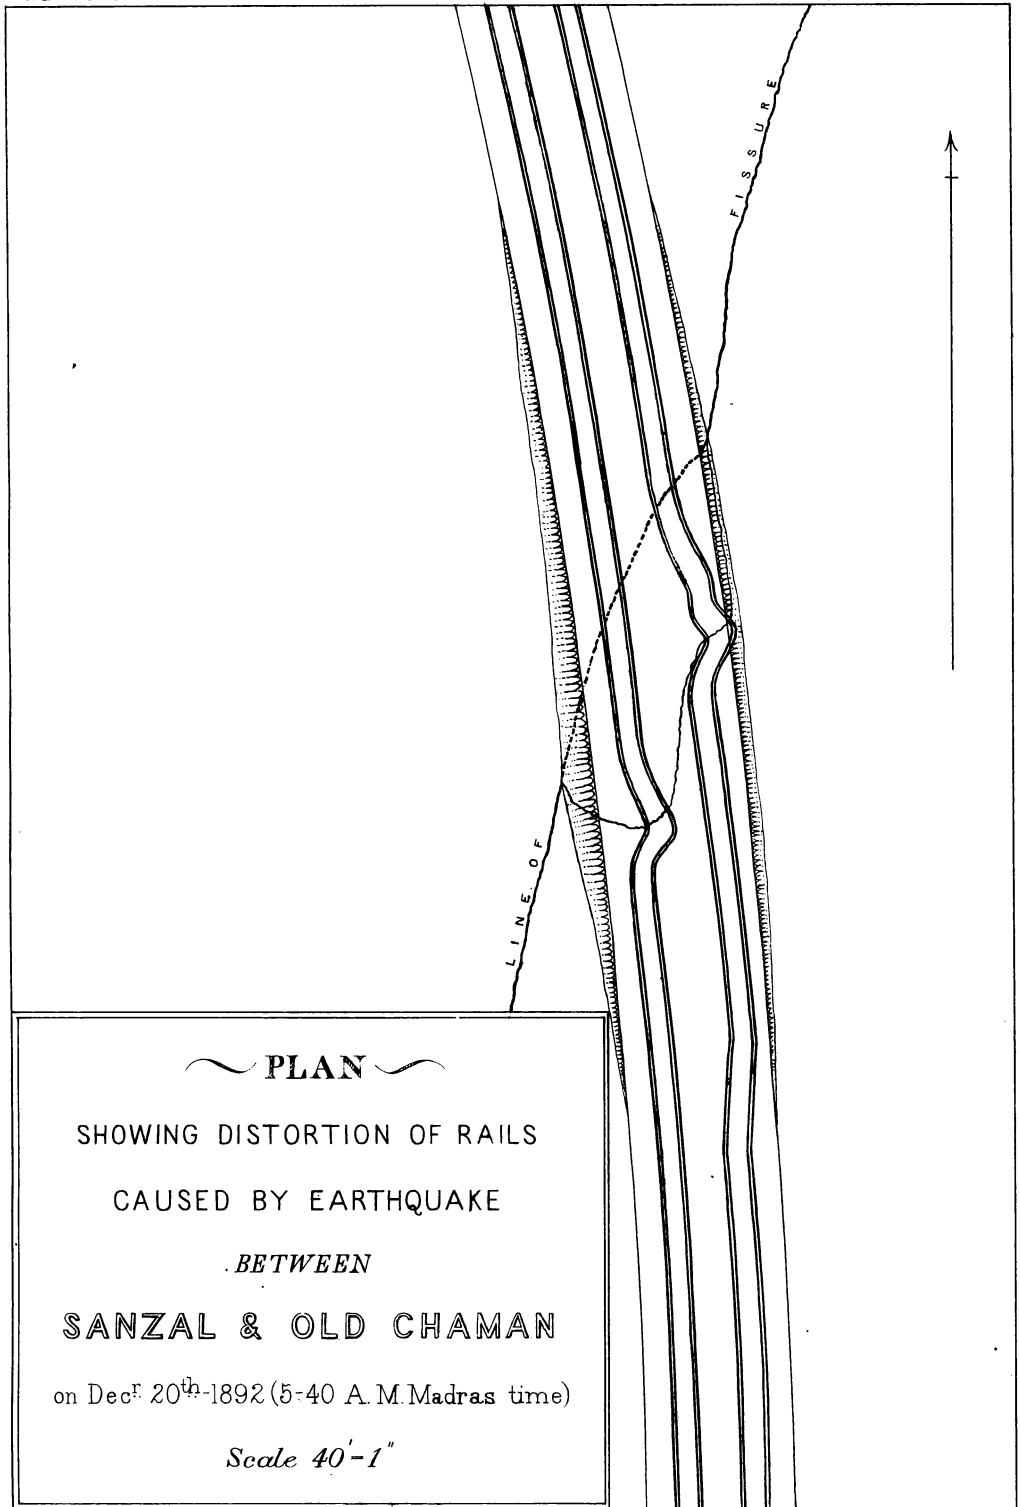 LINE OF FISSURE
PLAN
SHOWING DISTORTION OF RAILS
CAUSED BY EARTHQUAKE
BETWEEN
SANZAL & OLD CHAMAN
on Decr. 20th-1892 (5-40 A.M. Madras time)
Scale 40'-1"